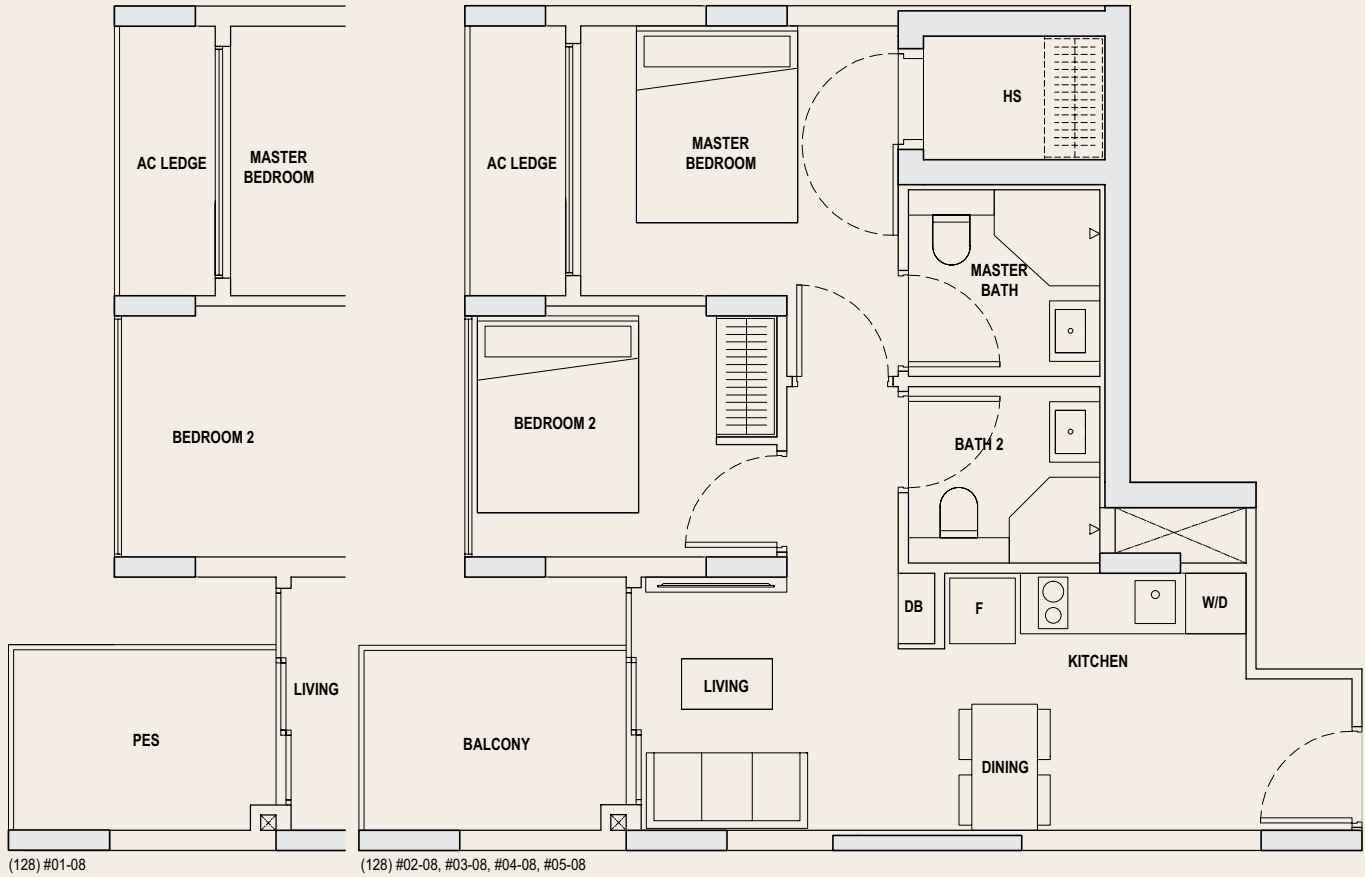 AC LEDGE
MASTER
BEDROOM
BEDROOM 2
LIVING
PES
(128) #01-08
AC LEDGE
MASTER
BEDROOM
HS
MASTER
BATH
BEDROOM 2
BATH 2
DB
F
W/D
KITCHEN
LIVING
BALCONY
DINING
(128) #02-08, #03-08, #04-08, #05-08